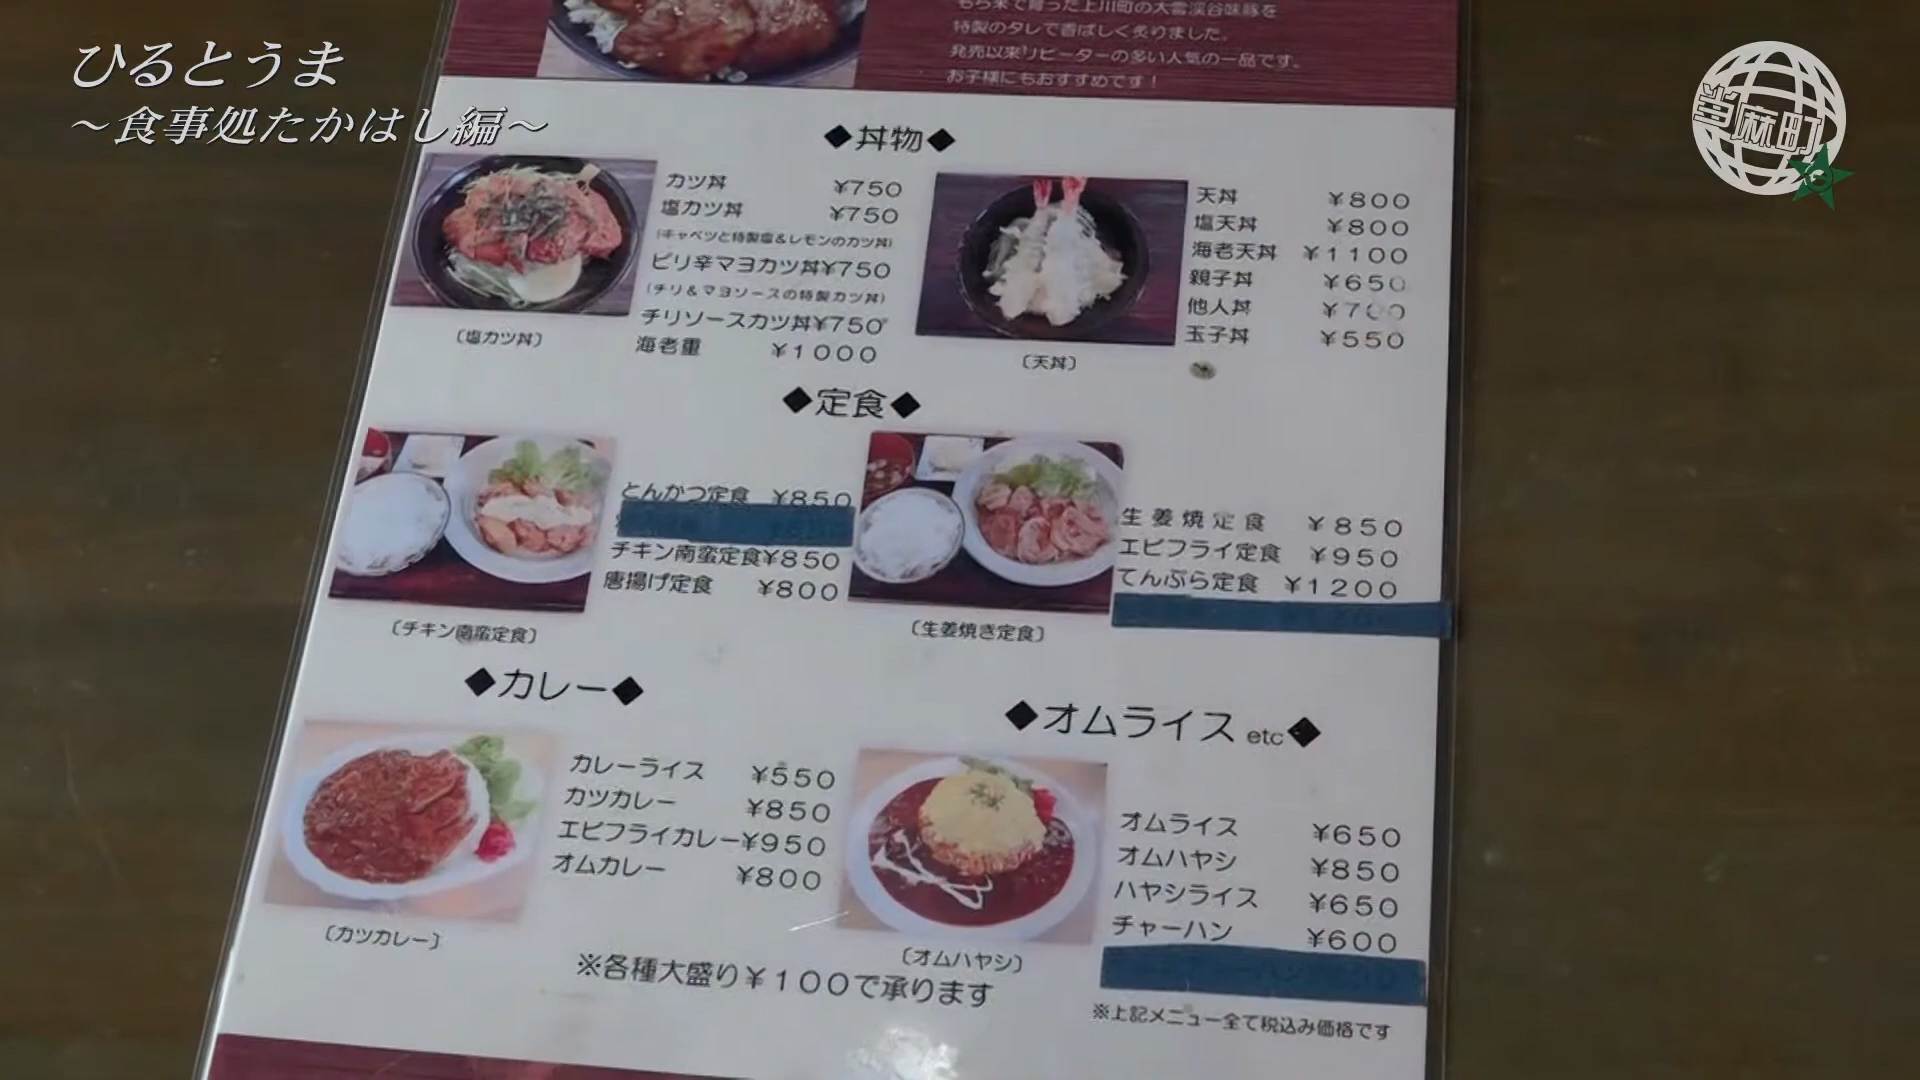 ひるとうま
～食事処たかはし編～
当麻町
もち米で育った上川町の大雪渓谷味豚を
特製のタレで香ばしく炙りました。
発売以来リピーターの多い人気の一品です。
お子様にもおすすめです！
◆丼物◆
カツ丼 ¥750
塩カツ丼 ¥750
(キャベツと特製塩&レモンのカツ丼)
ピリ辛マヨカツ丼¥750
(チリ&マヨソースの特製カツ丼)
チリソースカツ丼¥750
海老重 ¥1000
〔塩カツ丼〕
天丼 ¥800
塩天丼 ¥800
海老天丼 ¥1100
親子丼 ¥650
他人丼 ¥700
玉子丼 ¥550
〔天丼〕
◆定食◆
とんかつ定食 ¥850
チキン南蛮定食¥850
唐揚げ定食 ¥800
〔チキン南蛮定食〕
生姜焼定食 ¥850
エビフライ定食 ¥950
てんぷら定食 ¥1200
〔生姜焼き定食〕
◆カレー◆
カレーライス ¥550
カツカレー ¥850
エビフライカレー¥950
オムカレー ¥800
〔カツカレー〕
◆オムライス etc◆
オムライス ¥650
オムハヤシ ¥850
ハヤシライス ¥650
チャーハン ¥600
〔オムハヤシ〕
※各種大盛り¥100で承ります
※上記メニュー全て税込み価格です